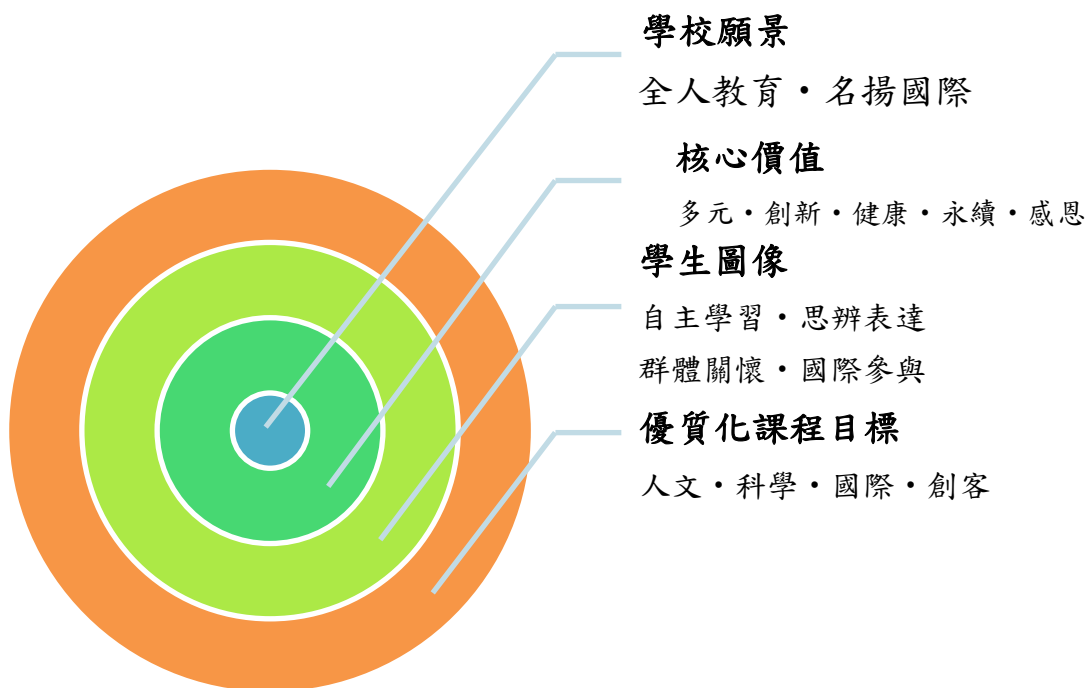 學校願景
全人教育・名揚國際
核心價值
多元・創新・健康・永續・感恩
學生圖像
自主學習・思辨表達
群體關懷・國際參與
優質化課程目標
人文・科學・國際・創客